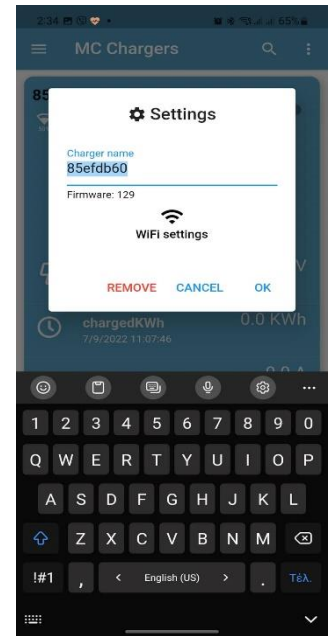 2:34
65%
MC Chargers
85
Settings
Charger name
85efdb60
Firmware: 129
WiFi settings
V
REMOVE CANCEL OK
chargedKWh 0.0 KWh
7/9/2022 11:07:46
1 2 3 4 5 6 7 8 9 0
Q W E R T Y U I O P
A S D F G H J K L
Z X C V B N M
!#1 , < English (US) > . Τέλ.